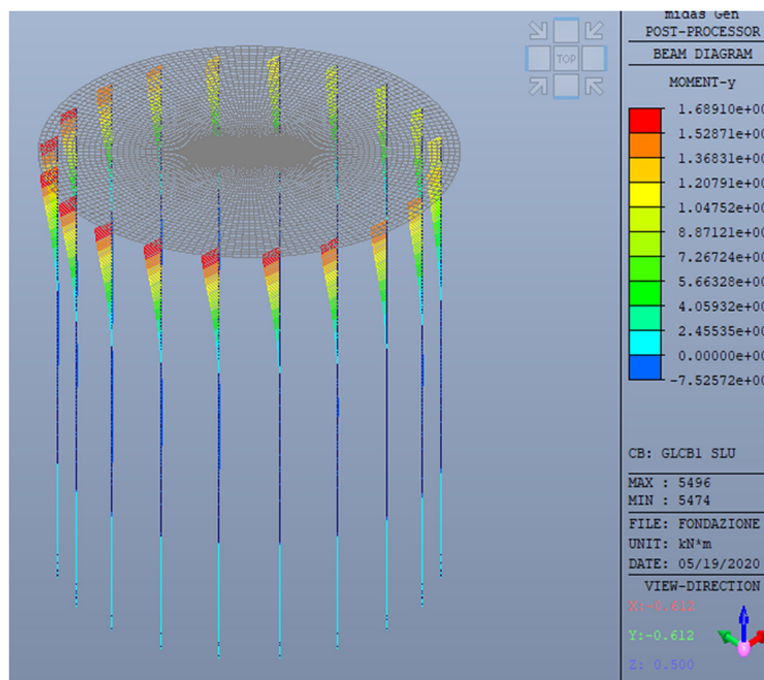 TOP
midas Gen
POST-PROCESSOR
BEAM DIAGRAM
MOMENT-y
1.68910e+00
1.52871e+00
1.36831e+00
1.20791e+00
1.04752e+00
8.87121e+00
7.26724e+00
5.66328e+00
4.05932e+00
2.45535e+00
0.00000e+00
-7.52572e+00
CB: GLCB1 SLU
MAX : 5496
MIN : 5474
FILE: FONDAZIONE
UNIT: kN*m
DATE: 05/19/2020
VIEW-DIRECTION
X:-0.612
Y:-0.612
Z: 0.500